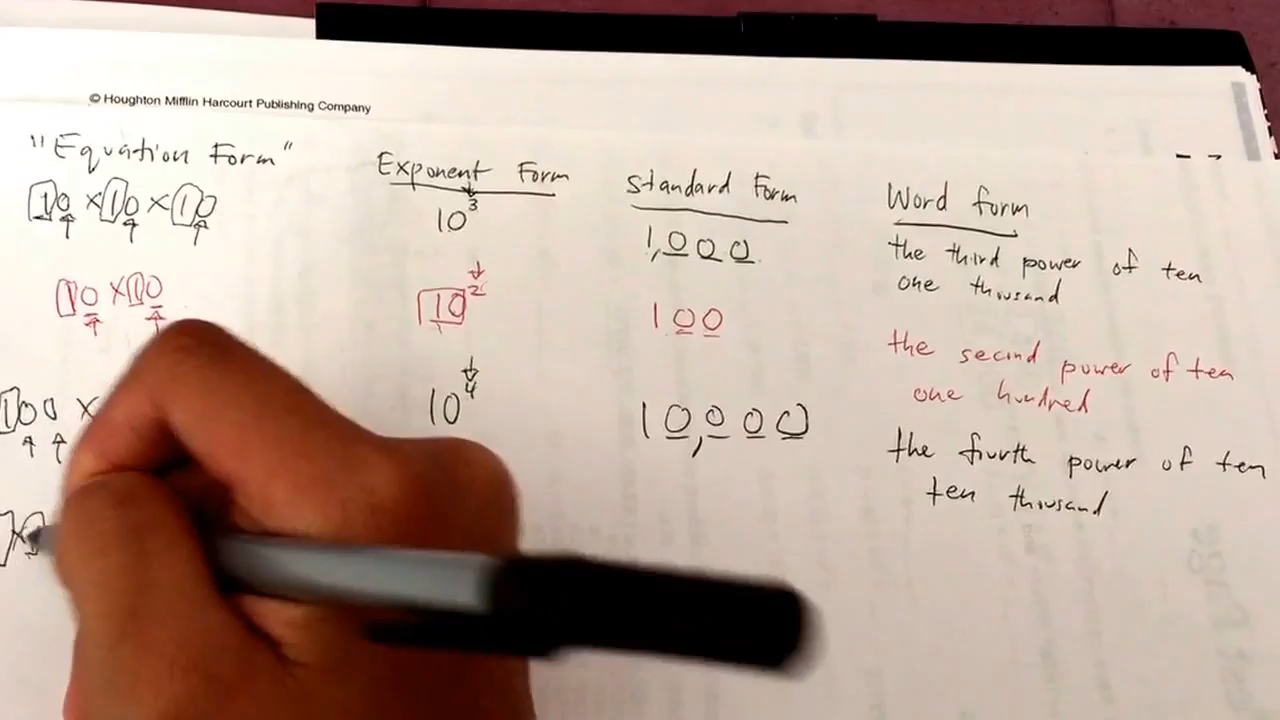 © Houghton Mifflin Harcourt Publishing Company
"Equation Form" Exponent Form Standard Form Word form
10 × 10 × 10 10³ 1,000 the third power of ten
one thousand
10 × 10 10² 100 the second power of ten
one hundred
100 × 10⁴ 10,000 the fourth power of ten
ten thousand